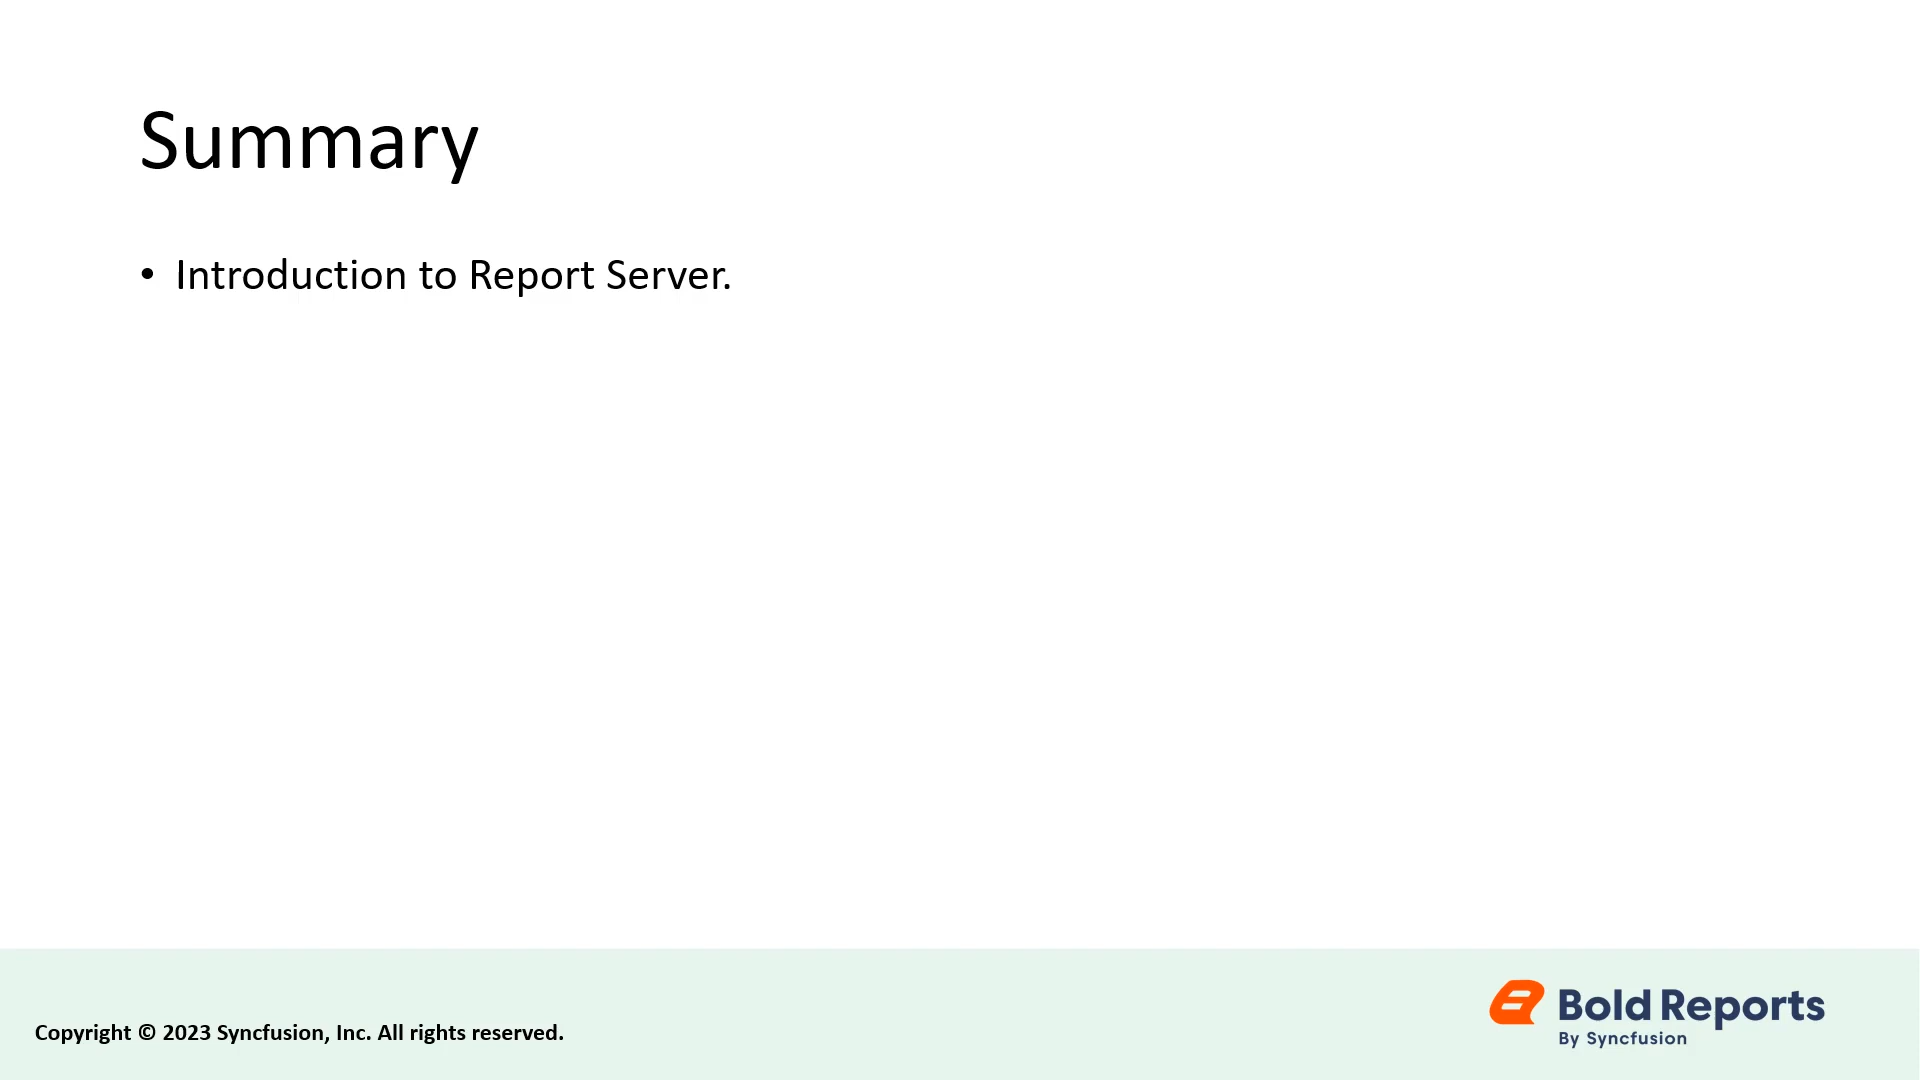 Summary
• Introduction to Report Server.
Copyright © 2023 Syncfusion, Inc. All rights reserved.
Bold Reports
By Syncfusion